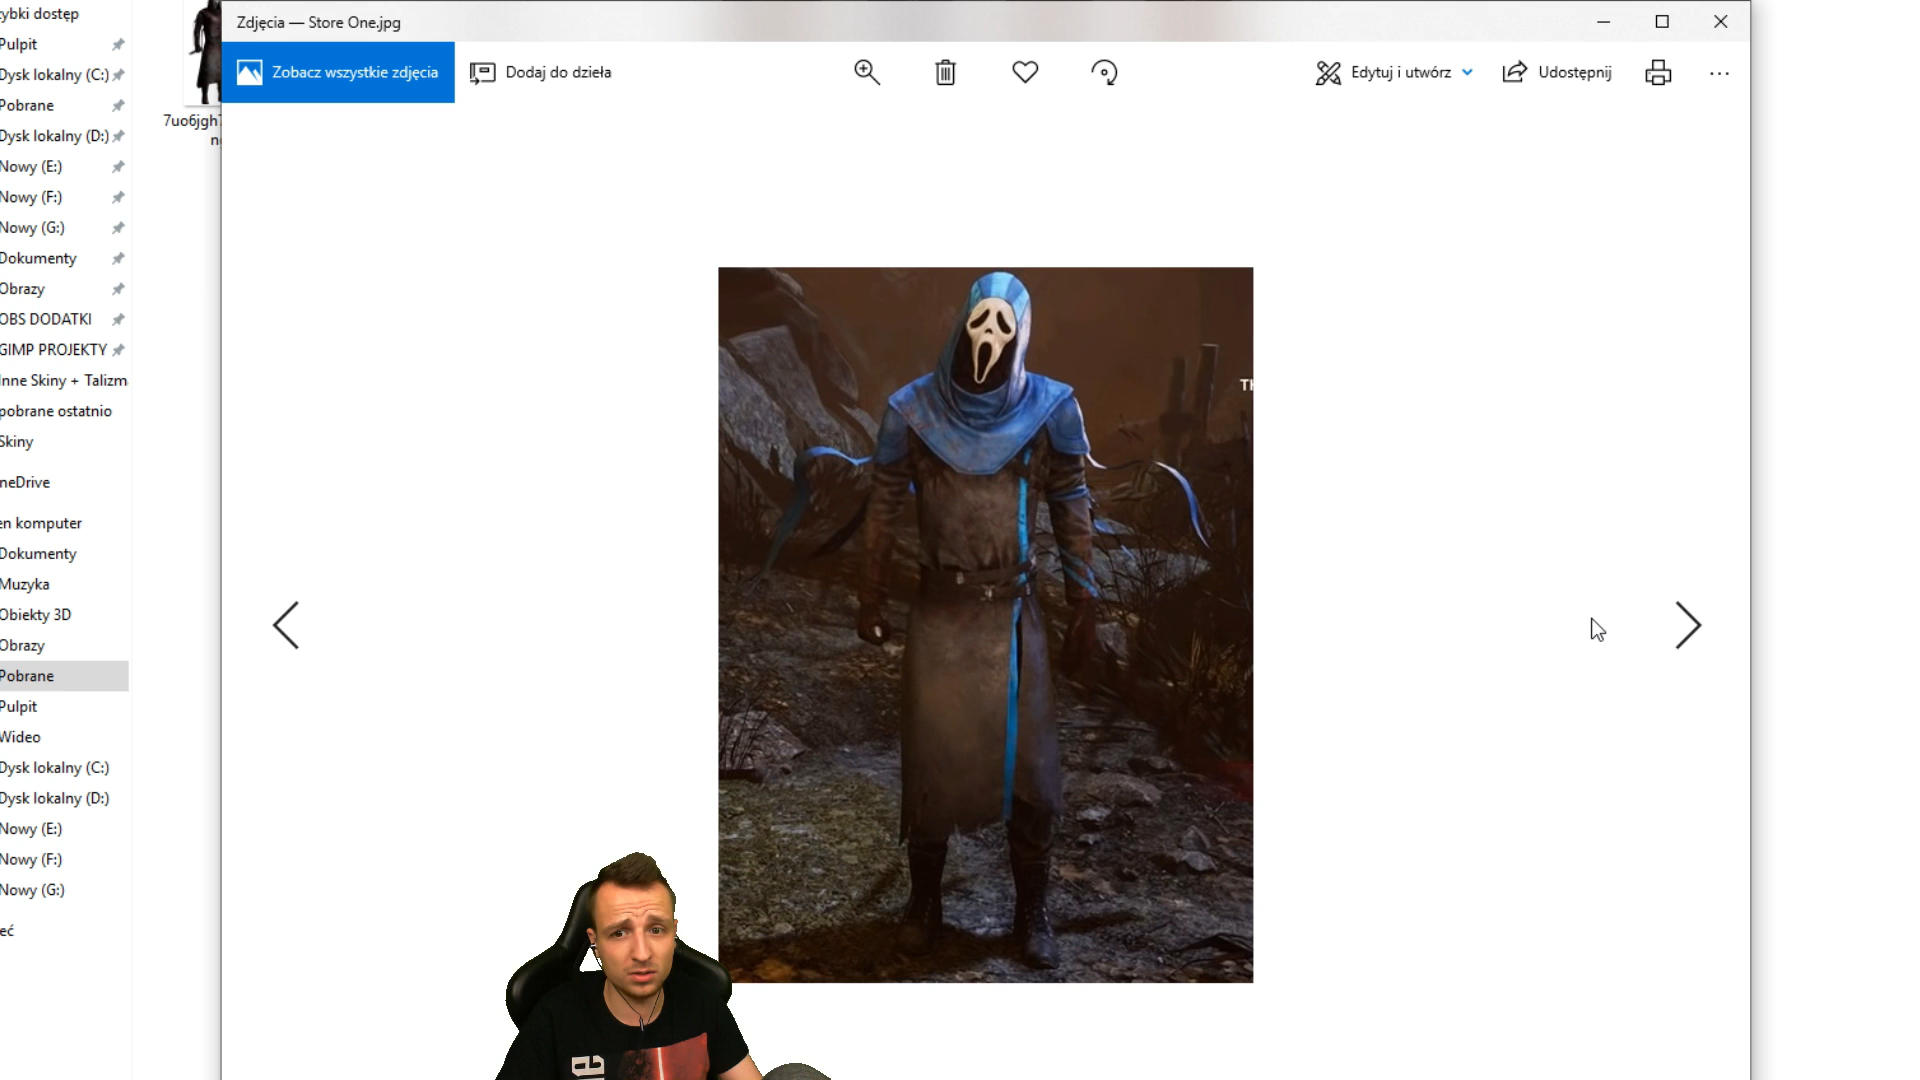 zybki dostęp
Pulpit
Dysk lokalny (C:)
Pobrane
Dysk lokalny (D:)
Nowy (E:)
Nowy (F:)
Nowy (G:)
Dokumenty
Obrazy
OBS DODATKI
GIMP PROJEKTY
Inne Skiny + Talizm
pobrane ostatnio
Skiny
neDrive
en komputer
Dokumenty
Muzyka
Obiekty 3D
Obrazy
Pobrane
Pulpit
Wideo
Dysk lokalny (C:)
Dysk lokalny (D:)
Nowy (E:)
Nowy (F:)
Nowy (G:)
eć
7uo6jgh
n
Zdjęcia — Store One.jpg
Zobacz wszystkie zdjęcia
Dodaj do dzieła
Edytuj i utwórz
Udostępnij
TH